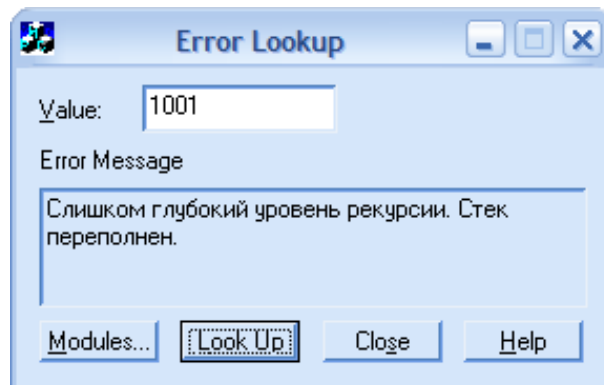 Error Lookup
Value: 1001
Error Message
Слишком глубокий уровень рекурсии. Стек
переполнен.
Modules... Look Up Close Help